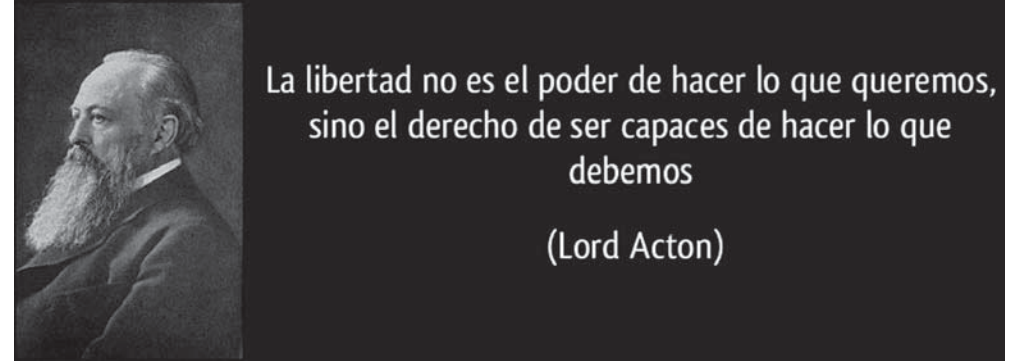 La libertad no es el poder de hacer lo que queremos,
sino el derecho de ser capaces de hacer lo que
debemos
(Lord Acton)